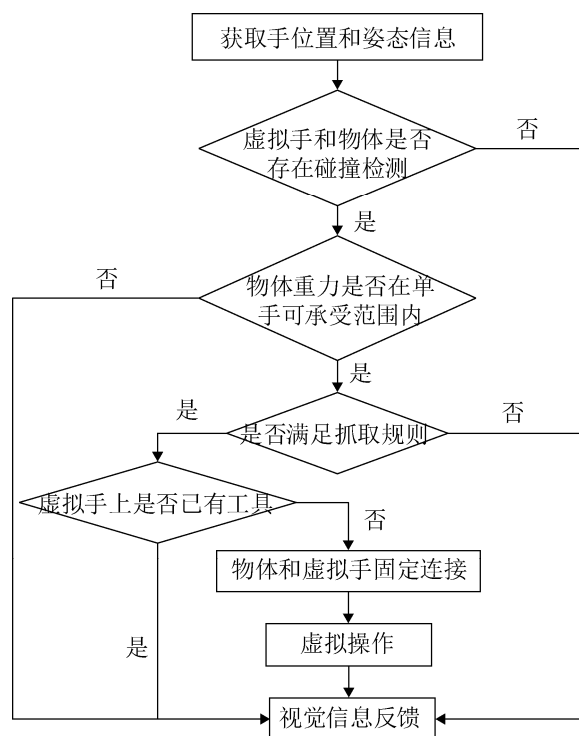 获取手位置和姿态信息
虚拟手和物体是否
存在碰撞检测
否
是
否
物体重力是否在单
手可承受范围内
是
是
是否满足抓取规则
否
虚拟手上是否已有工具
否
物体和虚拟手固定连接
是
虚拟操作
视觉信息反馈